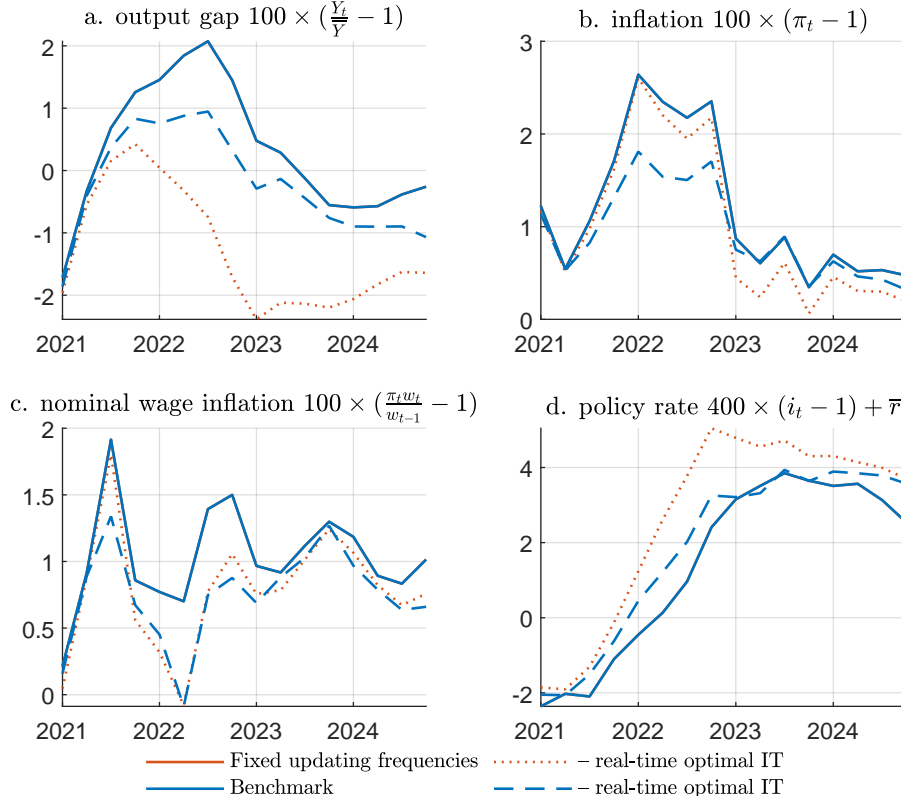 a. output gap 100 × (Y_t/Y̅ − 1)
2
1
0
-1
-2
2021 2022 2023 2024
b. inflation 100 × (π_t − 1)
3
2
1
0
2021 2022 2023 2024
c. nominal wage inflation 100 × (π_t w_t/w_{t−1} − 1)
1.5
1
0.5
0
2021 2022 2023 2024
d. policy rate 400 × (i_t − 1) + r̅
4
2
0
-2
2021 2022 2023 2024
Fixed updating frequencies – real-time optimal IT
Benchmark – real-time optimal IT